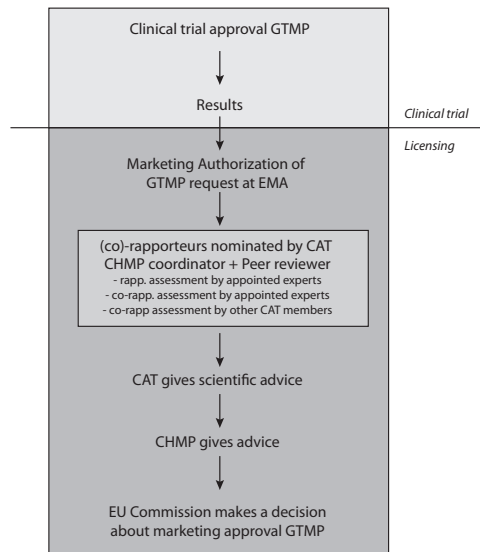 Clinical trial approval GTMP
Results
Clinical trial
Licensing
Marketing Authorization of
GTMP request at EMA
(co)-rapporteurs nominated by CAT
CHMP coordinator + Peer reviewer
- rapp. assessment by appointed experts
- co-rapp. assessment by appointed experts
- co-rapp assessment by other CAT members
CAT gives scientific advice
CHMP gives advice
EU Commission makes a decision
about marketing approval GTMP